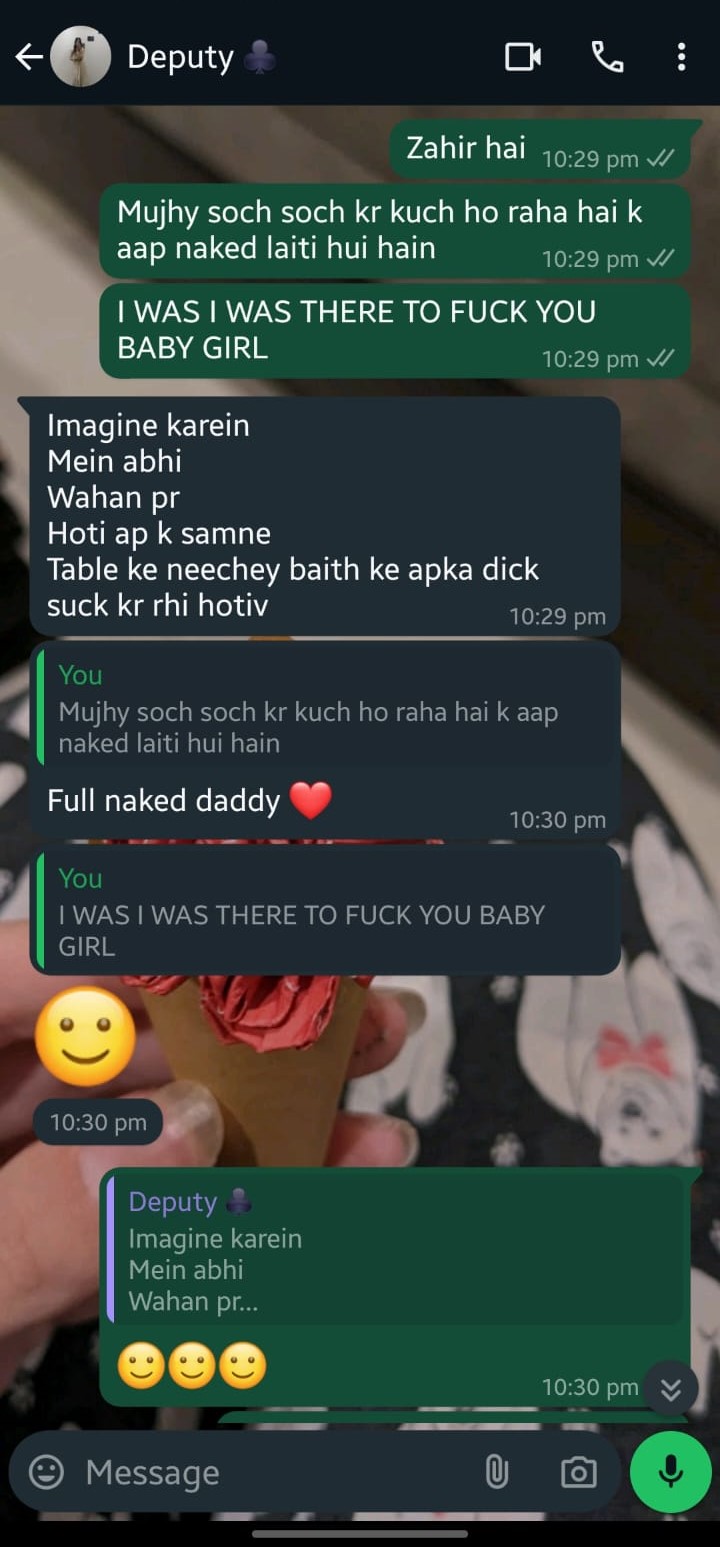 Deputy ♣️
Zahir hai 10:29 pm
Mujhy soch soch kr kuch ho raha hai k
aap naked laiti hui hain 10:29 pm
I WAS I WAS THERE TO FUCK YOU
BABY GIRL 10:29 pm
Imagine karein
Mein abhi
Wahan pr
Hoti ap k samne
Table ke neechey baith ke apka dick
suck kr rhi hotiv 10:29 pm
You
Mujhy soch soch kr kuch ho raha hai k aap
naked laiti hui hain
Full naked daddy ❤️ 10:30 pm
You
I WAS I WAS THERE TO FUCK YOU BABY
GIRL
🙂
10:30 pm
Deputy ♣️
Imagine karein
Mein abhi
Wahan pr...
🙂🙂🙂 10:30 pm
Message